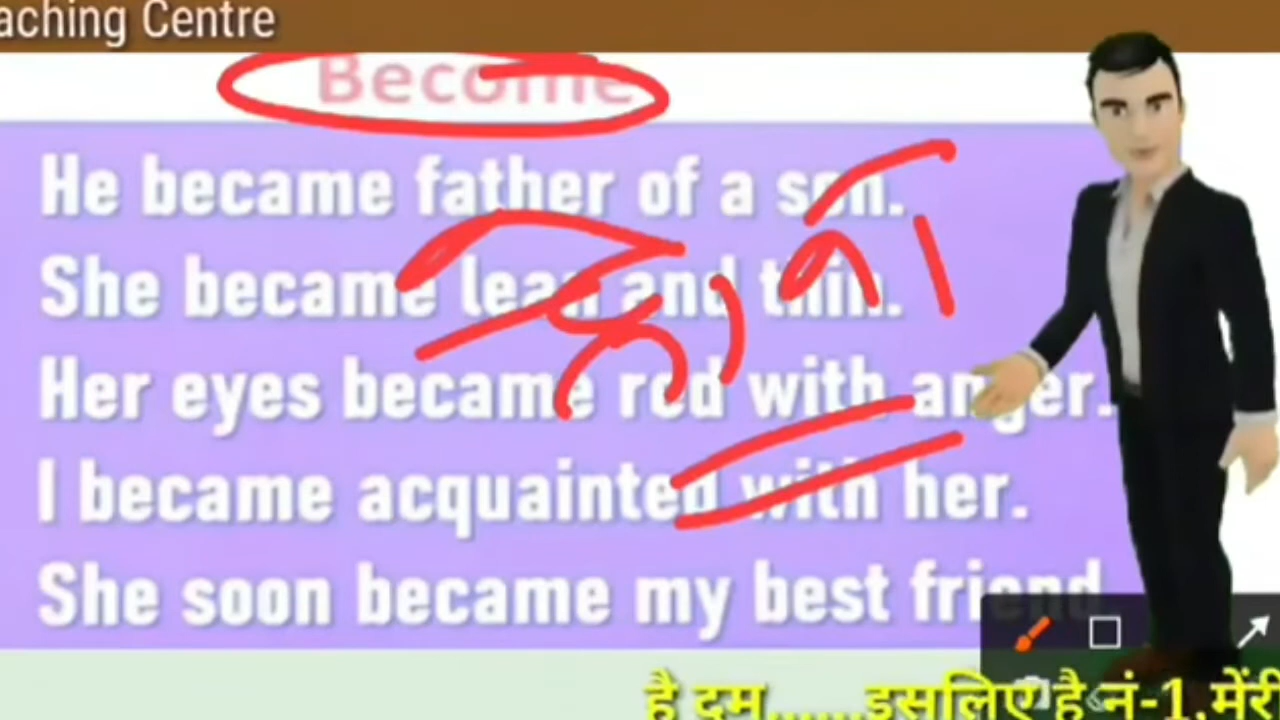 aching Centre
Become
He became father of a son.
She became lean and thin.
Her eyes became red with anger.
I became acquainted with her.
She soon became my best friend
है दम......इसलिए है नं-1.मेंरी